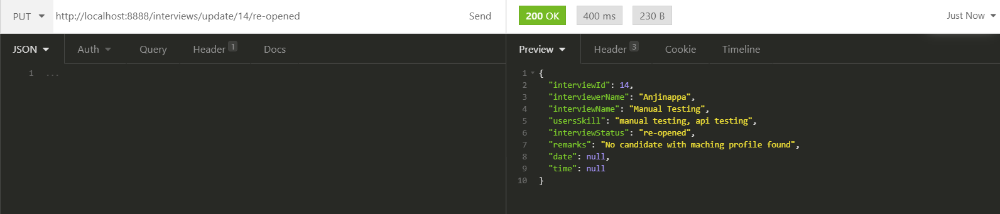 PUT http://localhost:8888/interviews/update/14/re-opened Send
200 OK 400 ms 230 B Just Now
JSON Auth Query Header 1 Docs
Preview Header 3 Cookie Timeline
1 ...
1 {
2 "interviewId": 14,
3 "interviewerName": "Anjinappa",
4 "interviewName": "Manual Testing",
5 "usersSkill": "manual testing, api testing",
6 "interviewStatus": "re-opened",
7 "remarks": "No candidate with maching profile found",
8 "date": null,
9 "time": null
10 }